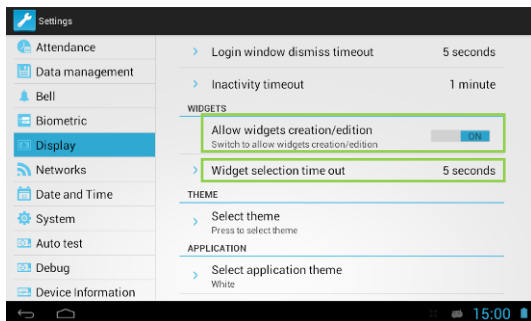 Settings
Attendance
Data management
Bell
Biometric
Display
Networks
Date and Time
System
Auto test
Debug
Device Information
Login window dismiss timeout 5 seconds
Inactivity timeout 1 minute
WIDGETS
Allow widgets creation/edition ON
Switch to allow widgets creation/edition
Widget selection time out 5 seconds
THEME
Select theme
Press to select theme
APPLICATION
Select application theme
White
15:00